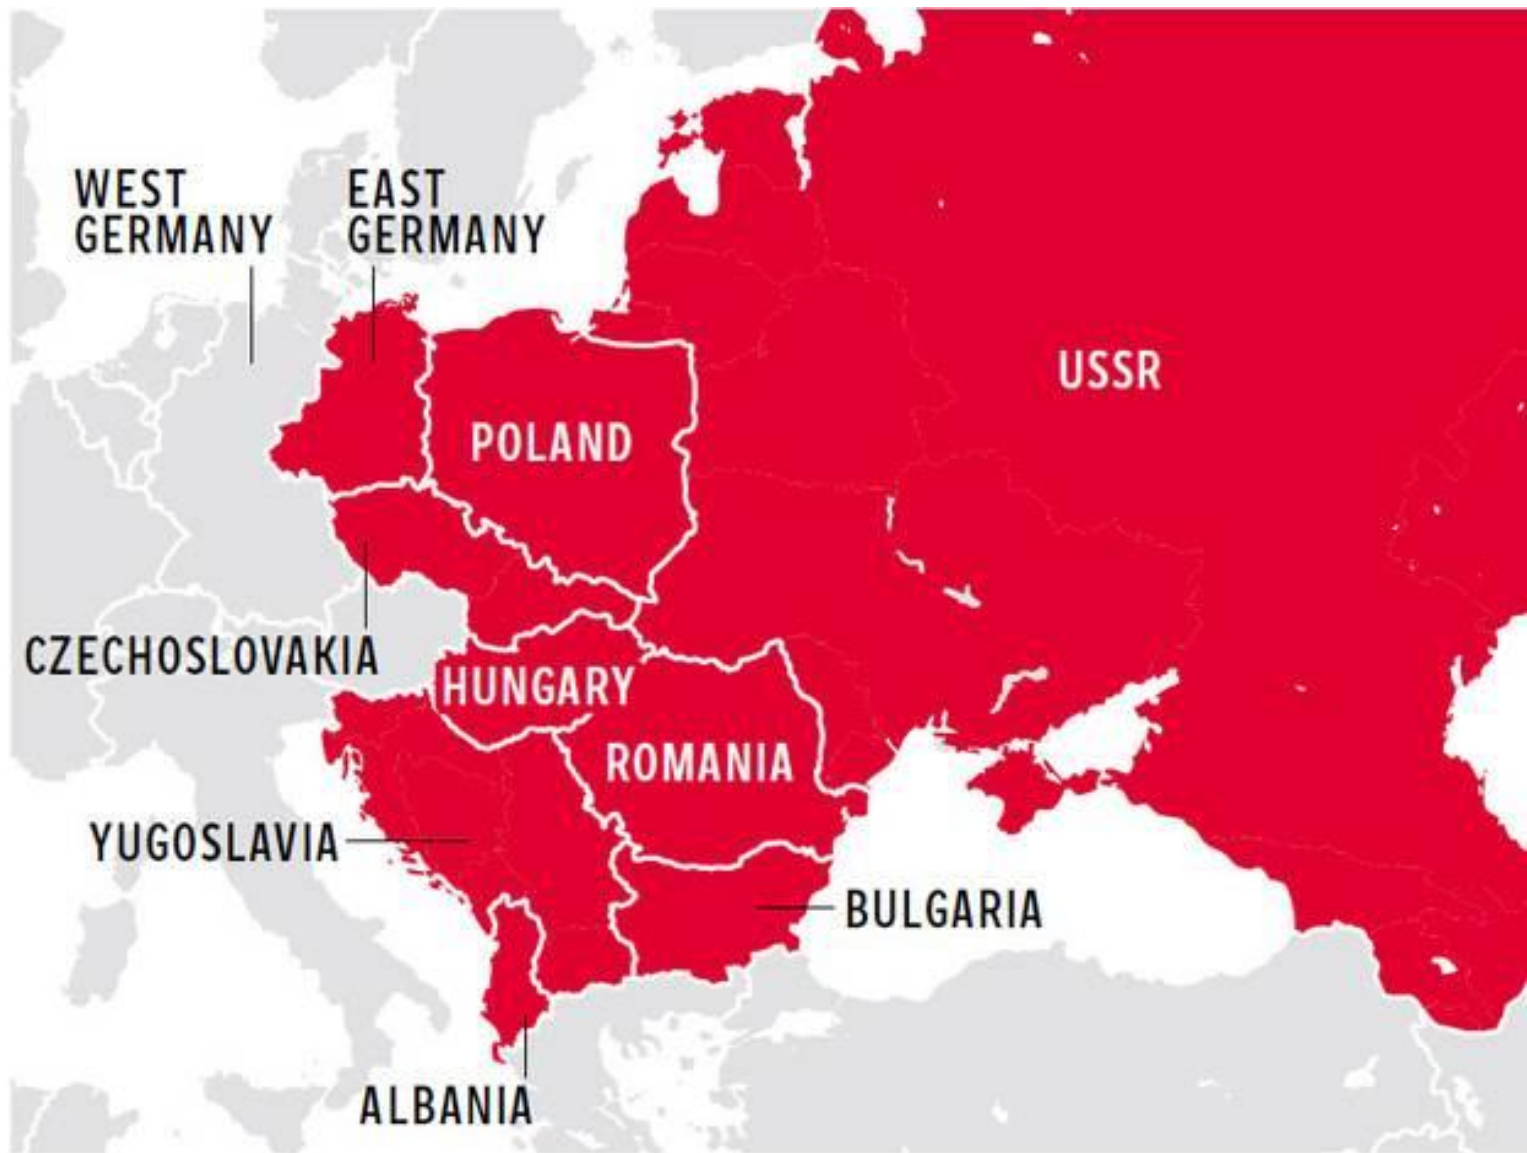 WEST
GERMANY
EAST
GERMANY
USSR
POLAND
CZECHOSLOVAKIA
HUNGARY
ROMANIA
YUGOSLAVIA
BULGARIA
ALBANIA